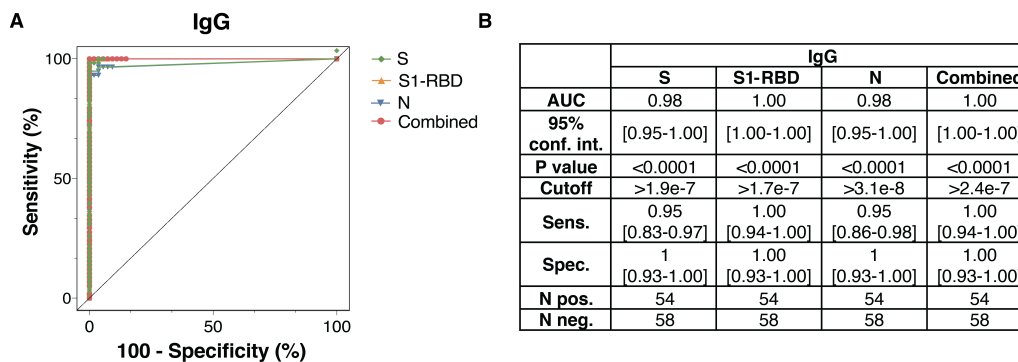 A
IgG
Sensitivity (%)
100
50
0
0 50 100
100 - Specificity (%)
S
S1-RBD
N
Combined
B
IgG
S S1-RBD N Combined
AUC 0.98 1.00 0.98 1.00
95%
conf. int. [0.95-1.00] [1.00-1.00] [0.95-1.00] [1.00-1.00]
P value <0.0001 <0.0001 <0.0001 <0.0001
Cutoff >1.9e-7 >1.7e-7 >3.1e-8 >2.4e-7
Sens. 0.95 1.00 0.95 1.00
[0.83-0.97] [0.94-1.00] [0.86-0.98] [0.94-1.00]
Spec. 1 1.00 1 1.00
[0.93-1.00] [0.93-1.00] [0.93-1.00] [0.93-1.00]
N pos. 54 54 54 54
N neg. 58 58 58 58